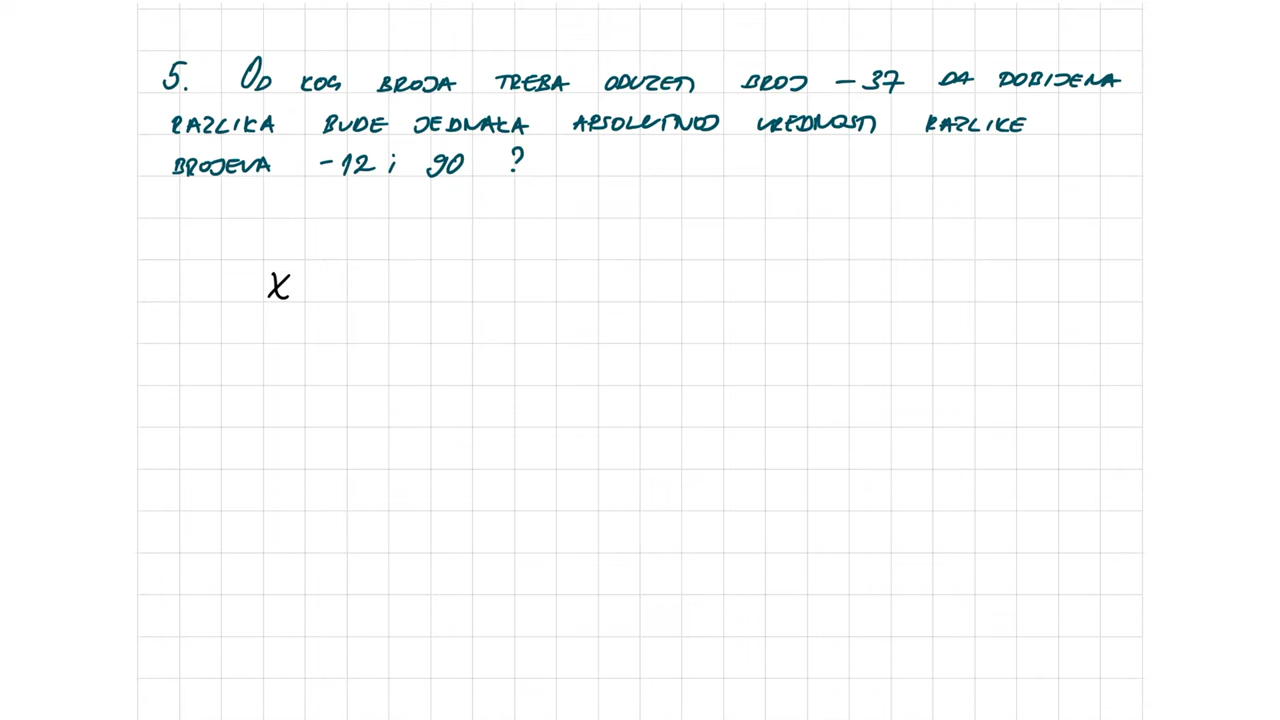 5. OD KOG BROJA TREBA ODUZETI BROJ -37 DA DOBIJENA
RAZLIKA BUDE JEDNAKA APSOLUTNOJ VREDNOSTI RAZLIKE
BROJEVA -12 i 90 ?
x